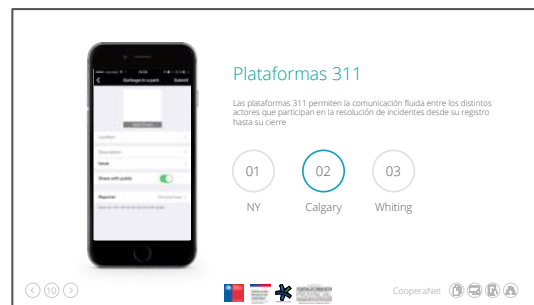 Garbage in a park
Submit
Location
Description
Issue
Share with public
Reporter
Plataformas 311
Las plataformas 311 permiten la comunicación fluida entre los distintos
actores que participan en la resolución de incidentes desde su registro
hasta su cierre
01
02
03
NY
Calgary
Whiting
10
CooperaNet